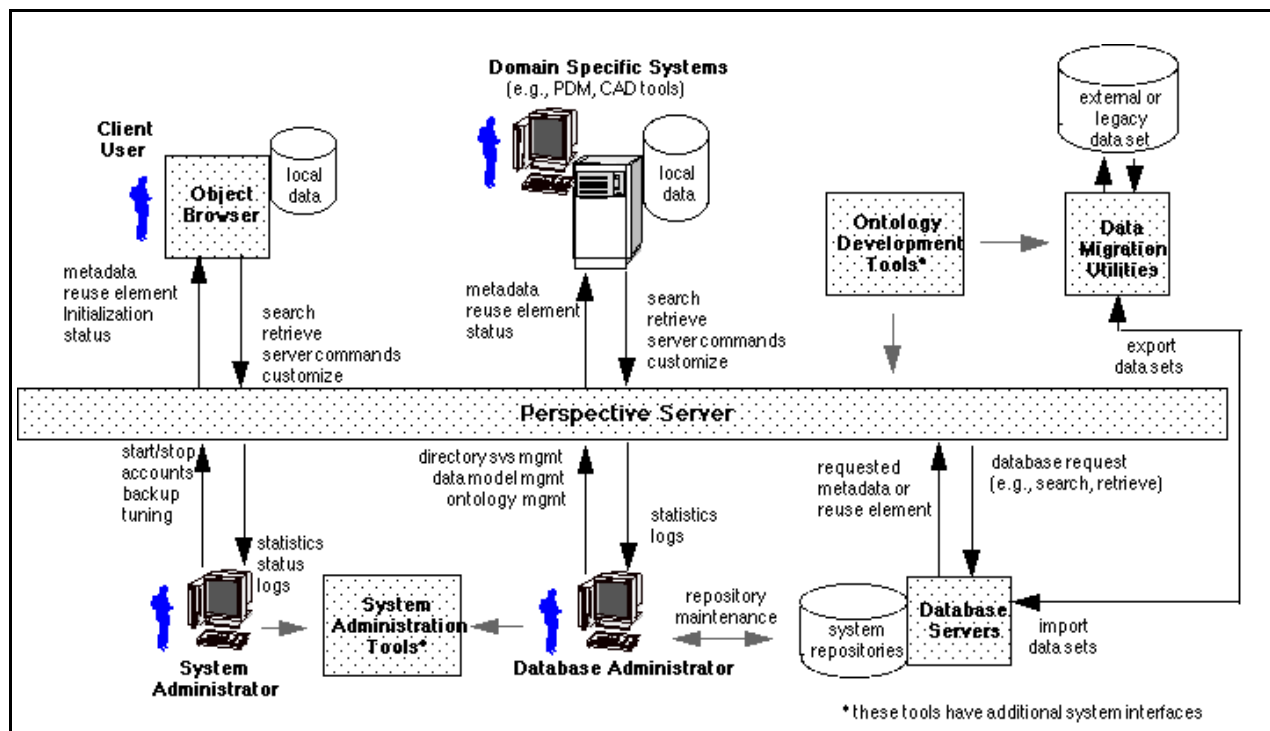 Domain Specific Systems
(e.g., PDM, CAD tools)
external or
legacy
data set
Client
User
local
data
Object
Browser
local
data
Ontology
Development
Tools*
Data
Migration
Utilities
metadata
reuse element
Initialization
status
search
retrieve
server commands
customize
metadata
reuse element
status
search
retrieve
server commands
customize
export
data sets
Perspective Server
start/stop
accounts
backup
tuning
statistics
status
logs
directory svs mgmt
data model mgmt
ontology mgmt
statistics
logs
requested
metadata or
reuse element
database request
(e.g., search, retrieve)
System
Administration
Tools*
repository
maintenance
system
repositories
Database
Servers
import
data sets
System
Administrator
Database Administrator
* these tools have additional system interfaces